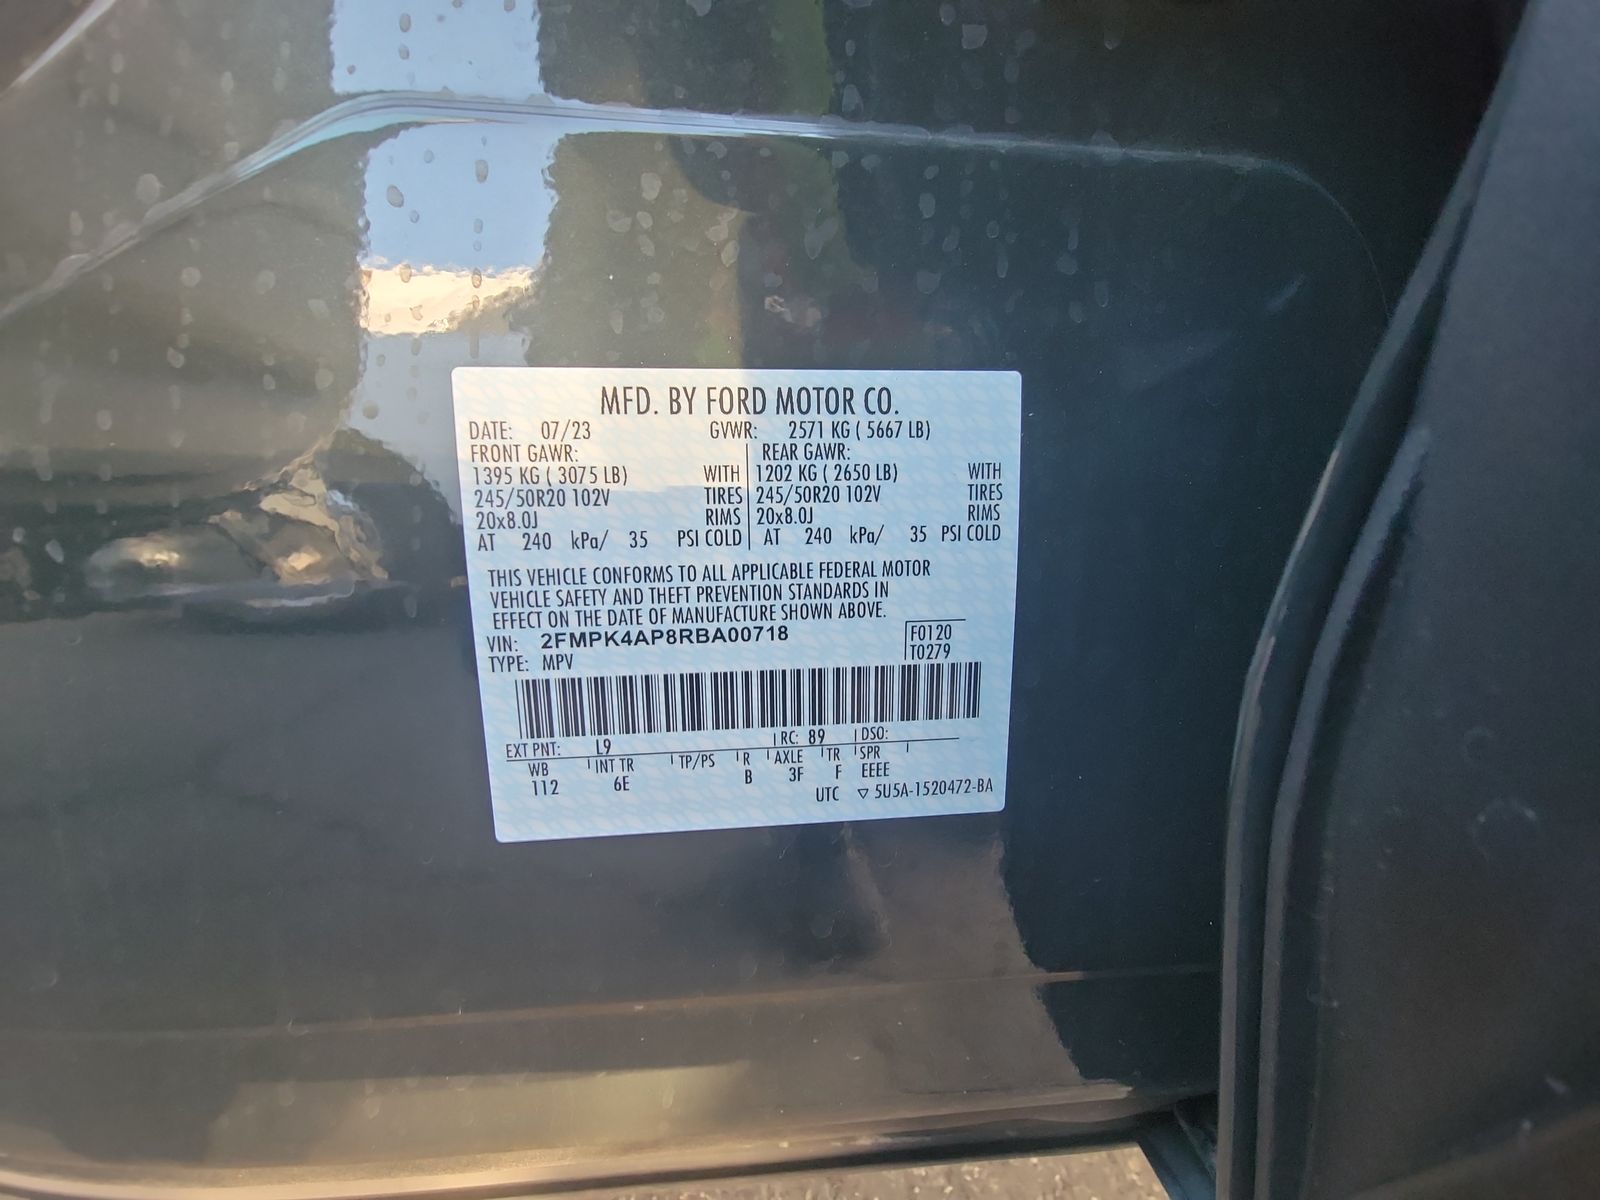 MFD. BY FORD MOTOR CO.
DATE: 07/23 GVWR: 2571 KG ( 5667 LB)
FRONT GAWR: REAR GAWR:
1395 KG ( 3075 LB) WITH 1202 KG ( 2650 LB) WITH
245/50R20 102V TIRES 245/50R20 102V TIRES
20x8.0J RIMS 20x8.0J RIMS
AT 240 kPa/ 35 PSI COLD AT 240 kPa/ 35 PSI COLD
THIS VEHICLE CONFORMS TO ALL APPLICABLE FEDERAL MOTOR
VEHICLE SAFETY AND THEFT PREVENTION STANDARDS IN
EFFECT ON THE DATE OF MANUFACTURE SHOWN ABOVE.
VIN: 2FMPK4AP8RBA00718 F0120
TYPE: MPV T0279
EXT PNT: L9 RC: 89 DSO:
WB INT TR TP/PS R AXLE TR SPR
112 6E B 3F F EEEE
UTC ▽ 5U5A-1520472-BA